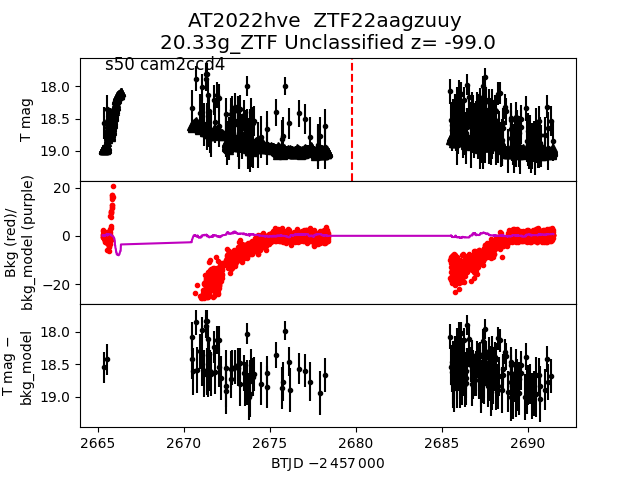 AT2022hve  ZTF22aagzuuy
20.33g_ZTF Unclassified z= -99.0
s50 cam2ccd4
18.0
18.5
19.0
T mag
20
0
−20
Bkg (red)/
bkg_model (purple)
18.0
18.5
19.0
T mag −
bkg_model
2665 2670 2675 2680 2685 2690
BTJD −2 457 000